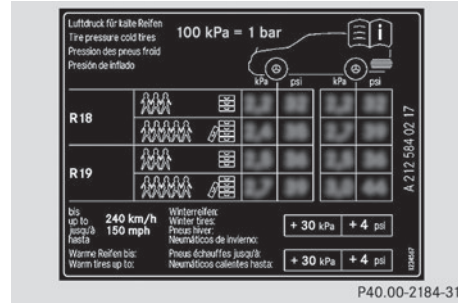 Luftdruck für kalte Reifen
Tire pressure cold tires
Pression des pneus froid
Presión de inflado
100 kPa = 1 bar
i
kPa psi kPa psi
R18
R19
A 212 584 02 17
bis
up to
jusqu'à
hasta
240 km/h
150 mph
Winterreifen:
Winter tires:
Pneus hiver:
Neumáticos de invierno:
+ 30 kPa + 4 psi
Warme Reifen bis:
Warm tires up to:
Pneus échauffés jusqu'à:
Neumáticos calientes hasta:
+ 30 kPa + 4 psi
1234567
P40.00-2184-31